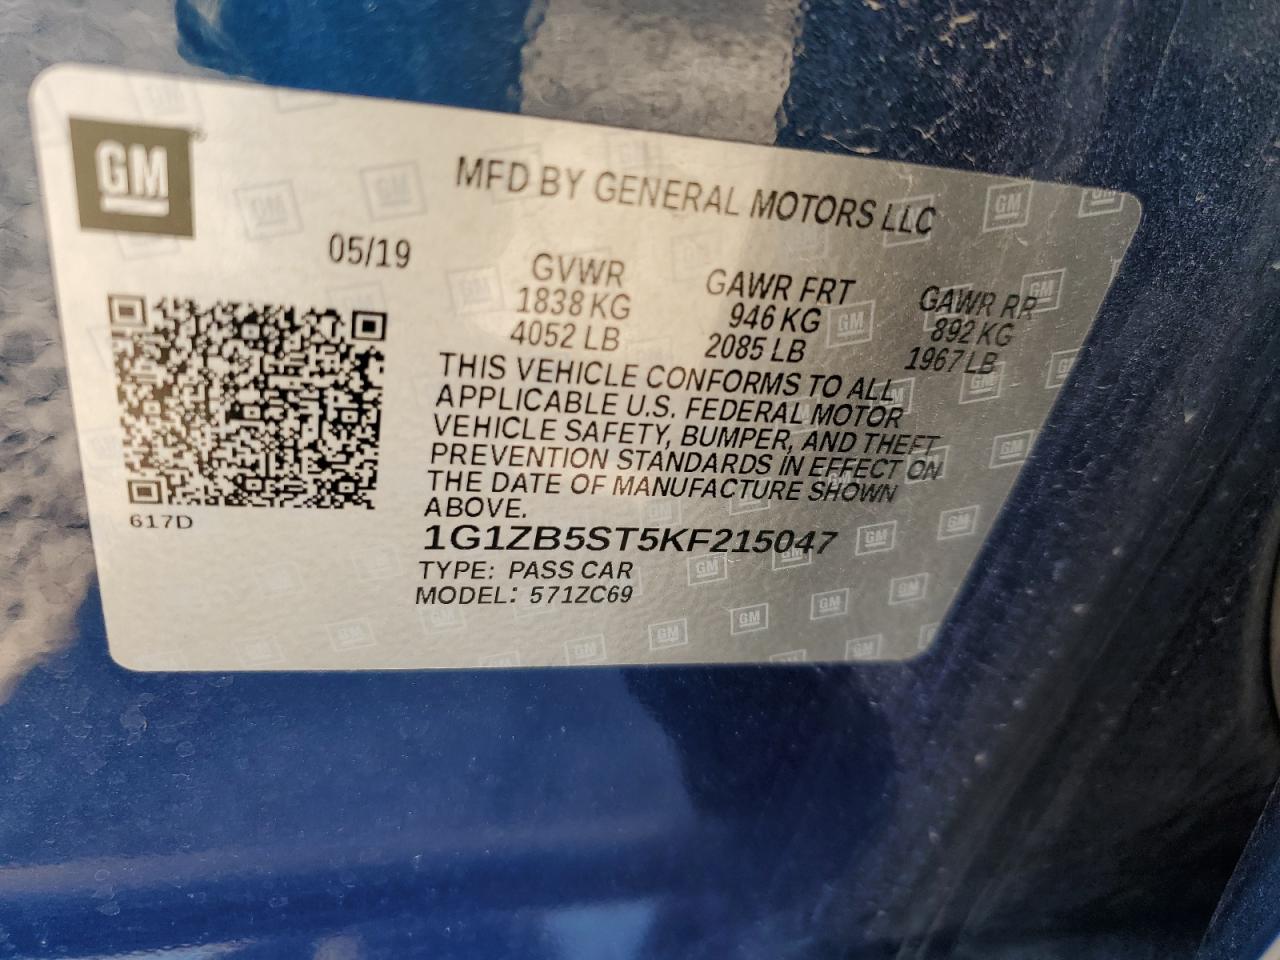 GM
MFD BY GENERAL MOTORS LLC
05/19
GVWR GAWR FRT GAWR RR
1838 KG 946 KG 892 KG
4052 LB 2085 LB 1967 LB
THIS VEHICLE CONFORMS TO ALL
APPLICABLE U.S. FEDERAL MOTOR
VEHICLE SAFETY, BUMPER, AND THEFT
PREVENTION STANDARDS IN EFFECT ON
THE DATE OF MANUFACTURE SHOWN
ABOVE.
617D
1G1ZB5ST5KF215047
TYPE: PASS CAR
MODEL: 571ZC69